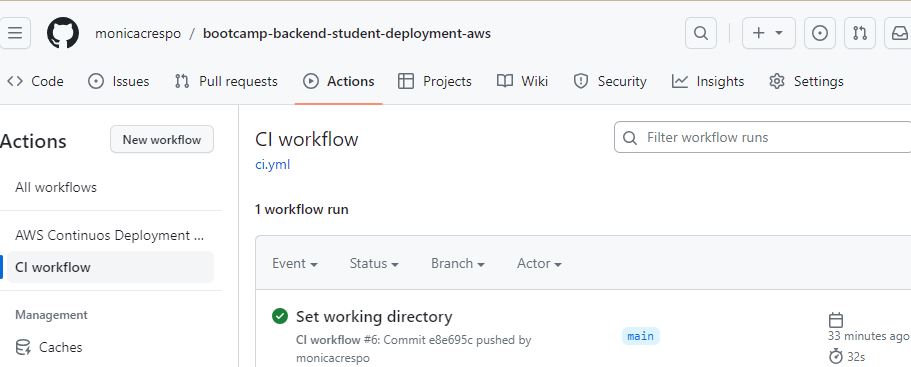 monicacrespo / bootcamp-backend-student-deployment-aws
Code Issues Pull requests Actions Projects Wiki Security Insights Settings
Actions
New workflow
All workflows
AWS Continuos Deployment ...
CI workflow
Management
Caches
CI workflow
ci.yml
Filter workflow runs
1 workflow run
Event Status Branch Actor
Set working directory
CI workflow #6: Commit e8e695c pushed by
monicacrespo
main
33 minutes ago
32s